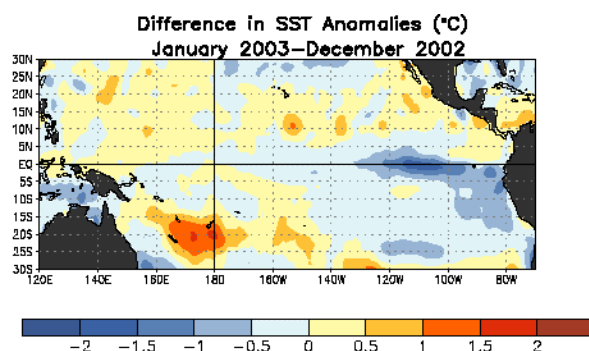 Difference in SST Anomalies (°C)
January 2003–December 2002
30N
25N
20N
15N
10N
5N
EQ
5S
10S
15S
20S
25S
30S
120E 140E 160E 180 160W 140W 120W 100W 80W
−2 −1.5 −1 −0.5 0 0.5 1 1.5 2